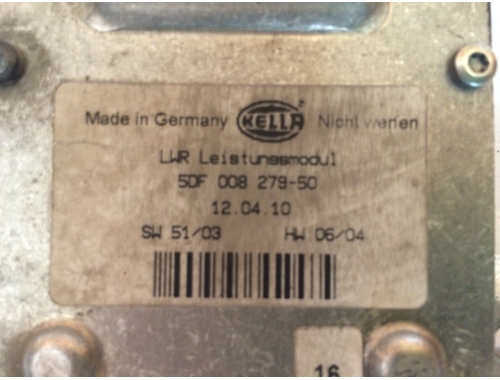 Made in Germany HELLA Nicht werfen
LWR Leistungsmodul
5DF 008 279-50
12.04.10
SW 51/03 HW 06/04
16